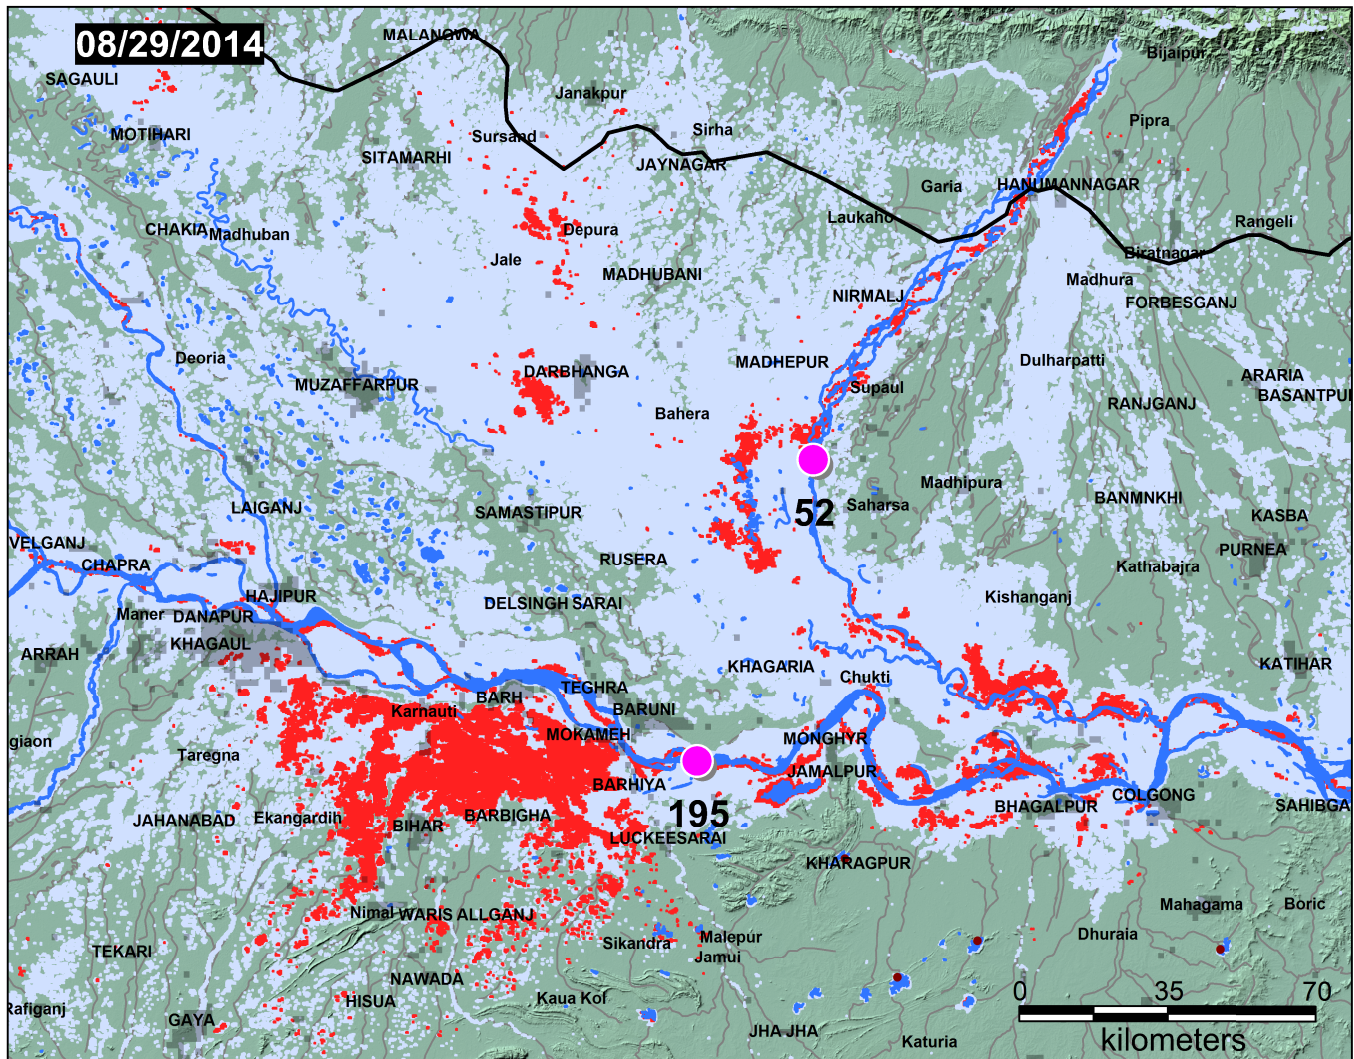 08/29/2014
MALANGWA
Bijaipur
SAGAULI
Janakpur
Pipra
MOTIHARI
Sursand
Sirha
SITAMARHI
JAYNAGAR
Garia
HANUMANNAGAR
Laukaho
Rangeli
CHAKIA
Madhuban
Depura
Biratnagar
Jale
MADHUBANI
Madhura
NIRMALJ
FORBESGANJ
Deoria
MADHEPUR
Dulharpatti
DARBHANGA
ARARIA
MUZAFFARPUR
Supaul
BASANTPUI
RANJGANJ
Bahera
Madhipura
BANMNKHI
LAIGANJ
SAMASTIPUR
52
Saharsa
KASBA
VELGANJ
PURNEA
CHAPRA
RUSERA
Kathabajra
HAJIPUR
Kishanganj
DELSINGH SARAI
Maner
DANAPUR
KHAGAUL
ARRAH
KHAGARIA
KATIHAR
Chukti
TEGHRA
BARH
BARUNI
Karnauti
giaon
MOKAMEH
MONGHYR
Taregna
JAMALPUR
BARHIYA
COLGONG
BHAGALPUR
SAHIBGA
195
JAHANABAD
Ekangardih
BARBIGHA
BIHAR
LUCKEESARAI
KHARAGPUR
Mahagama
Boric
Nimal
WARIS ALLGANJ
Dhuraia
Malepur
Sikandra
TEKARI
Jamui
NAWADA
0 35 70
Kaua Kol
HISUA
Rafiganj
GAYA
JHA JHA
Katuria
kilometers